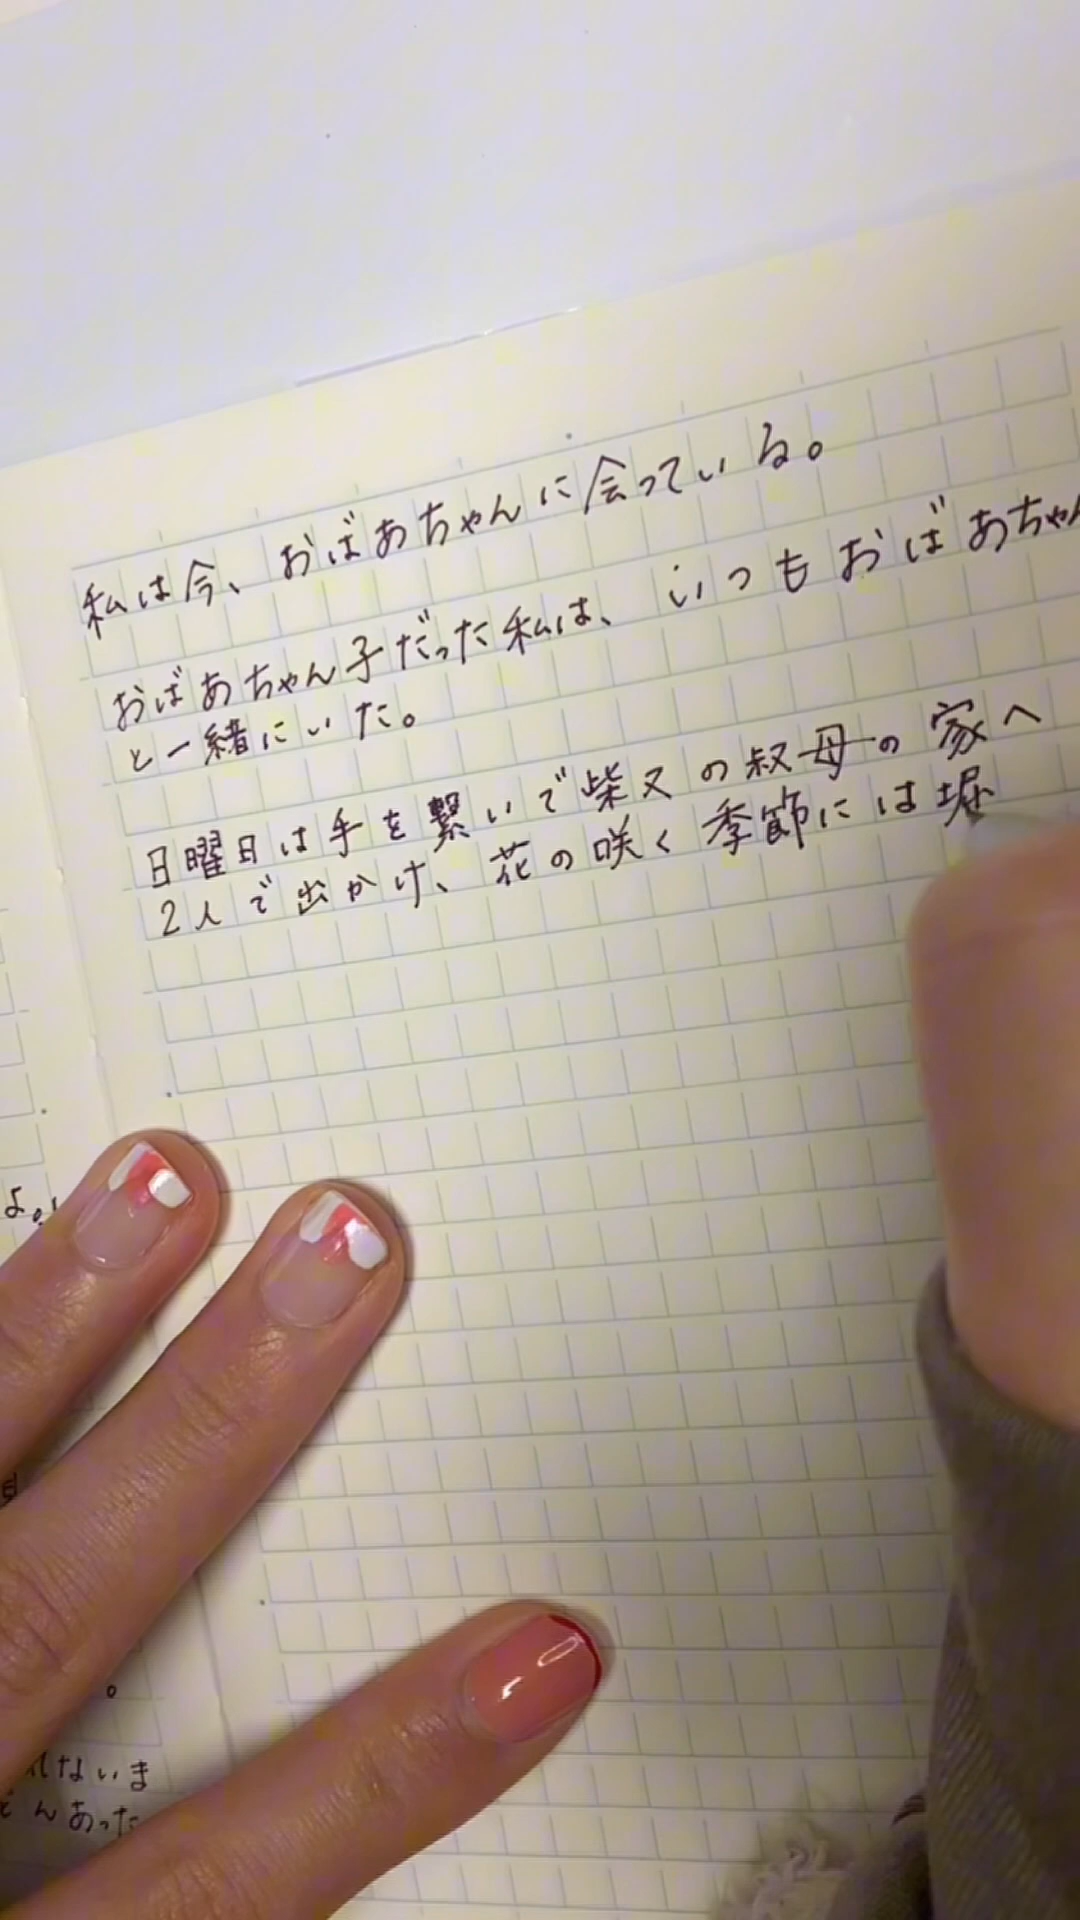 私は今、おばあちゃんに会っている。
おばあちゃん子だった私は、いつもおばあちゃん
と一緒にいた。
日曜日は手を繋いで柴又の叔母の家へ
2人で出かけ、花の咲く季節には堀
よ。
。
れないま
どんあった